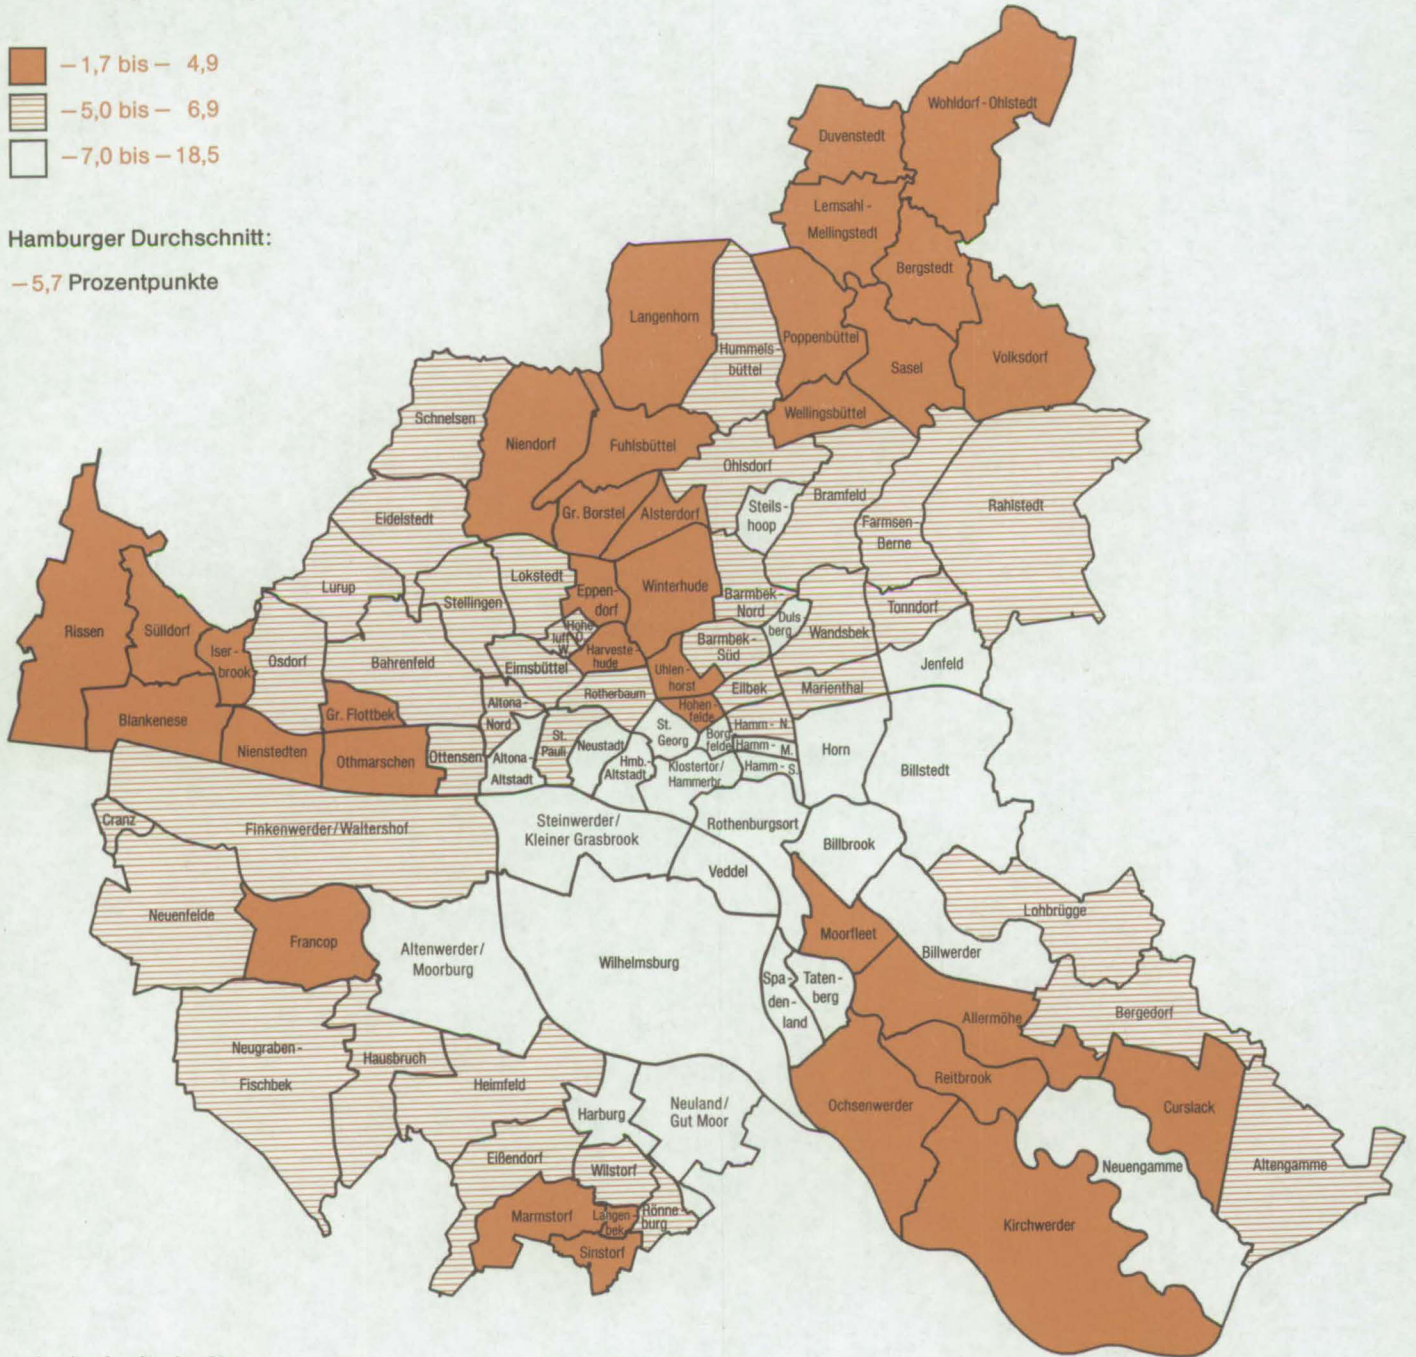 −1,7 bis − 4,9
−5,0 bis − 6,9
−7,0 bis −18,5
Hamburger Durchschnitt:
−5,7 Prozentpunkte
Wohldorf-Ohlstedt
Duvenstedt
Lemsahl-
Mellingstedt
Bergstedt
Langenhorn
Poppenbüttel
Hummels-
büttel
Volksdorf
Sasel
Wellingsbüttel
Schnelsen
Niendorf
Fuhlsbüttel
Ohlsdorf
Bramfeld
Rahlstedt
Steils-
hoop
Gr. Borstel
Alsterdorf
Eidelstedt
Farmsen-
Berne
Lokstedt
Lurup
Stellingen
Eppen-
dorf
Winterhude
Barmbek-
Nord
Tonndorf
Duls-
berg
Wandsbek
Rissen
Sülldorf
Iser-
brook
Osdorf
Bahrenfeld
Hohe
luft
O.
W.
Harveste-
hude
Barmbek-
Süd
Jenfeld
Eimsbüttel
Uhlen-
horst
Eilbek
Marienthal
Rotherbaum
Blankenese
Gr. Flottbek
Altona-
Nord
Hohen-
felde
Nienstedten
Othmarschen
Ottensen
Altona-
Altstadt
St.
Pauli
Neustadt
Hmb.-
Altstadt
St.
Georg
Borg
felde
Hamm - N.
Hamm - M.
Hamm - S.
Klostertor/
Hammerbr.
Horn
Billstedt
Cranz
Finkenwerder/Waltershof
Steinwerder/
Kleiner Grasbrook
Rothenburgsort
Billbrook
Veddel
Neuenfelde
Francop
Altenwerder/
Moorburg
Wilhelmsburg
Moorfleet
Lohbrügge
Billwerder
Spa-
den-
land
Taten-
berg
Allermöhe
Bergedorf
Neugraben-
Fischbek
Hausbruch
Heimfeld
Harburg
Neuland/
Gut Moor
Reitbrook
Ochsenwerder
Curslack
Eißendorf
Wilstorf
Neuengamme
Altengamme
Marmstorf
Langen-
bek
Rönne-
burg
Sinstorf
Kirchwerder